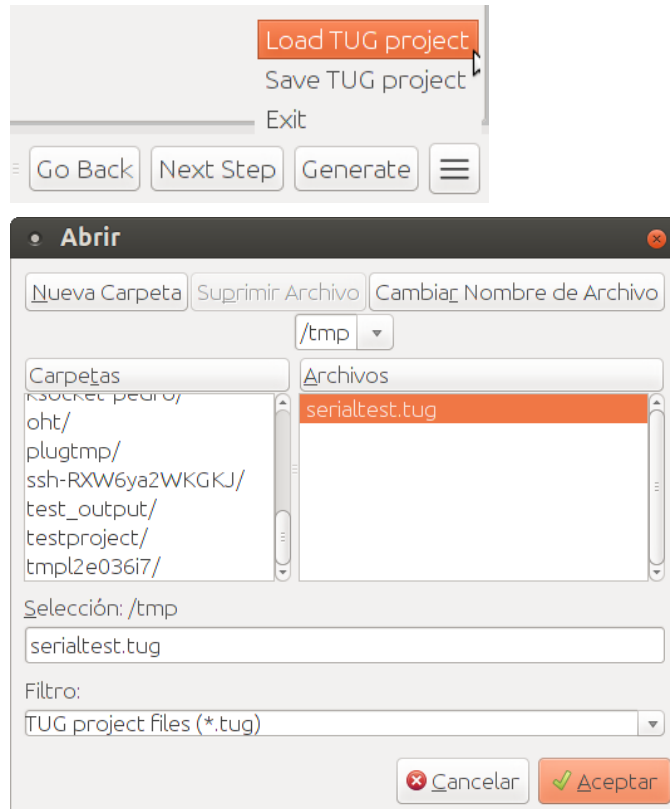 Load TUG project
Save TUG project
Exit
Go Back Next Step Generate
Abrir
Nueva Carpeta Suprimir Archivo Cambiar Nombre de Archivo
/tmp
Carpetas
ksocket-pedro/
oht/
plugtmp/
ssh-RXW6ya2WKGKJ/
test_output/
testproject/
tmpl2e036i7/
Archivos
serialtest.tug
Selección: /tmp
serialtest.tug
Filtro:
TUG project files (*.tug)
Cancelar Aceptar